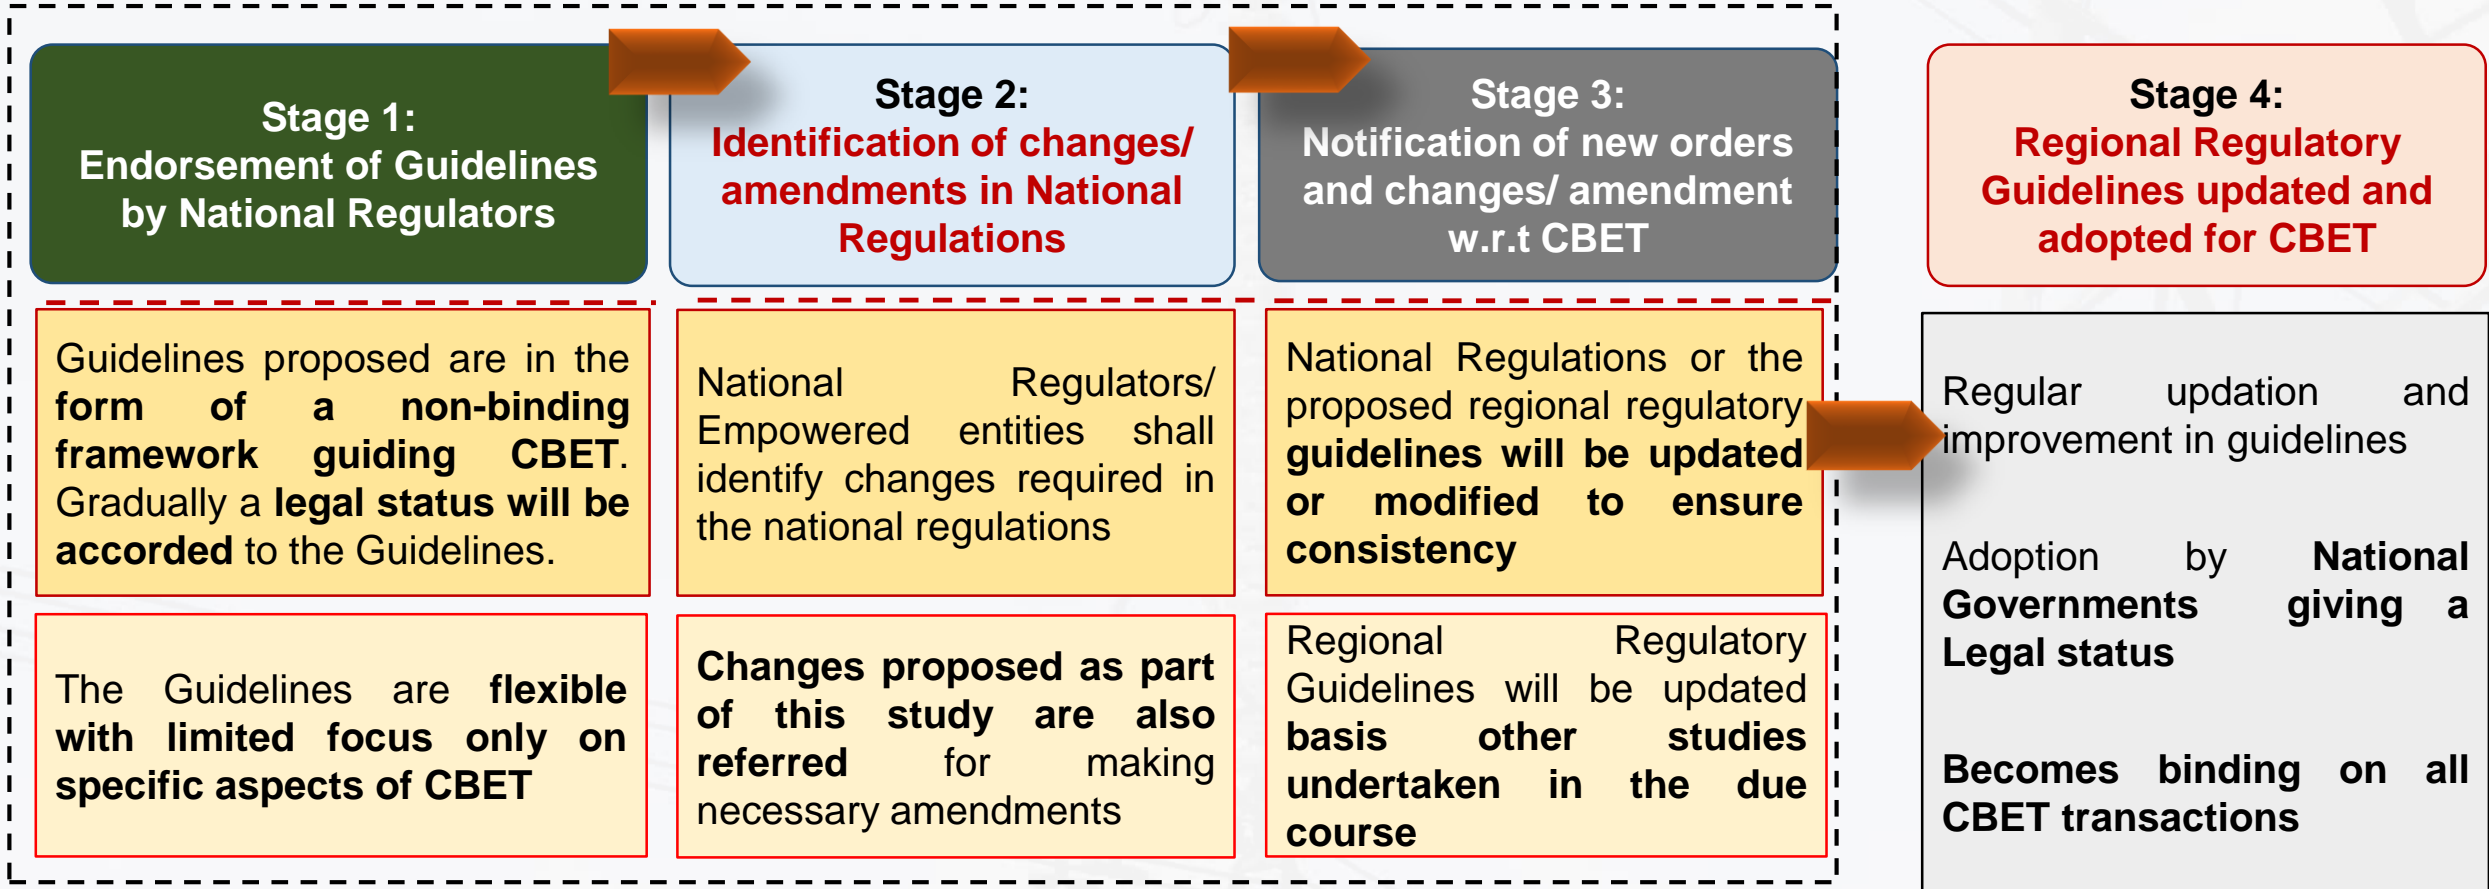 Stage 1:
Endorsement of Guidelines
by National Regulators
Stage 2:
Identification of changes/
amendments in National
Regulations
Stage 3:
Notification of new orders
and changes/ amendment
w.r.t CBET
Stage 4:
Regional Regulatory
Guidelines updated and
adopted for CBET
Guidelines proposed are in the
form of a non-binding
framework guiding CBET.
Gradually a legal status will be
accorded to the Guidelines.
National Regulators/
Empowered entities shall
identify changes required in
the national regulations
National Regulations or the
proposed regional regulatory
guidelines will be updated
or modified to ensure
consistency
Regular updation and
improvement in guidelines
Adoption by National
Governments giving a
Legal status
Becomes binding on all
CBET transactions
The Guidelines are flexible
with limited focus only on
specific aspects of CBET
Changes proposed as part
of this study are also
referred for making
necessary amendments
Regional Regulatory
Guidelines will be updated
basis other studies
undertaken in the due
course